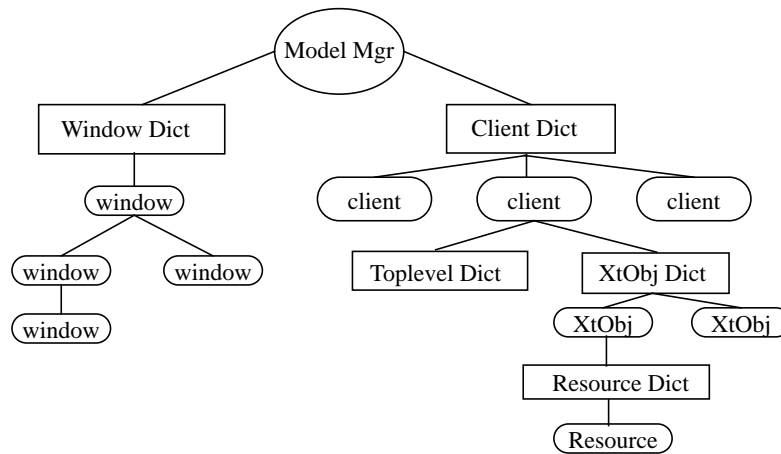 Model Mgr
Window Dict
Client Dict
window
client
client
client
window
window
Toplevel Dict
XtObj Dict
window
XtObj
XtObj
Resource Dict
Resource